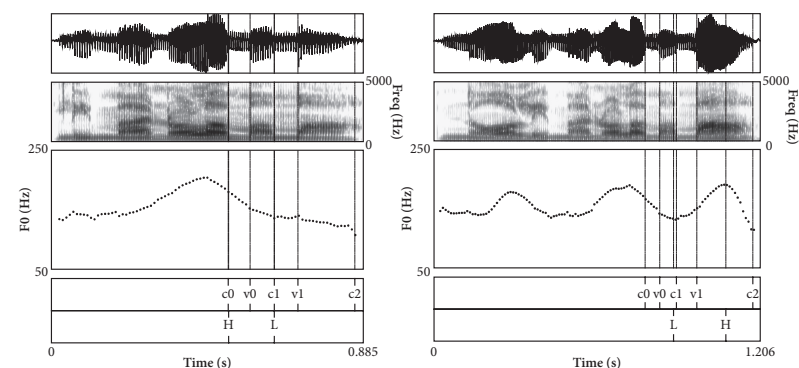 5000
Freq (Hz)
0
250
F0 (Hz)
50
c0 v0 c1 v1 c2
H L
0 0.885
Time (s)
5000
Freq (Hz)
0
250
F0 (Hz)
50
c0 v0 c1 v1 c2
L H
0 1.206
Time (s)